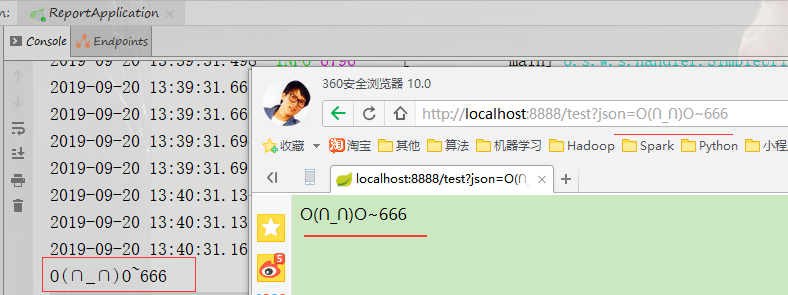 n: ReportApplication ×
Console Endpoints
2019-09-20 13:39:31.498 INFO 6796 [ main] o.s.w.s.handler.SimpleUrl
2019-09-20 13:39:31.66
2019-09-20 13:39:31.66
2019-09-20 13:39:31.69
2019-09-20 13:39:31.69
2019-09-20 13:40:31.13
2019-09-20 13:40:31.13
2019-09-20 13:40:31.16
O(∩_∩)O~666
360安全浏览器 10.0
http://localhost:8888/test?json=O(∩_∩)O~666
收藏 淘 淘宝 其他 算法 机器学习 Hadoop Spark Python 小程
localhost:8888/test?json=O(∩_ × +
O(∩_∩)O~666
5